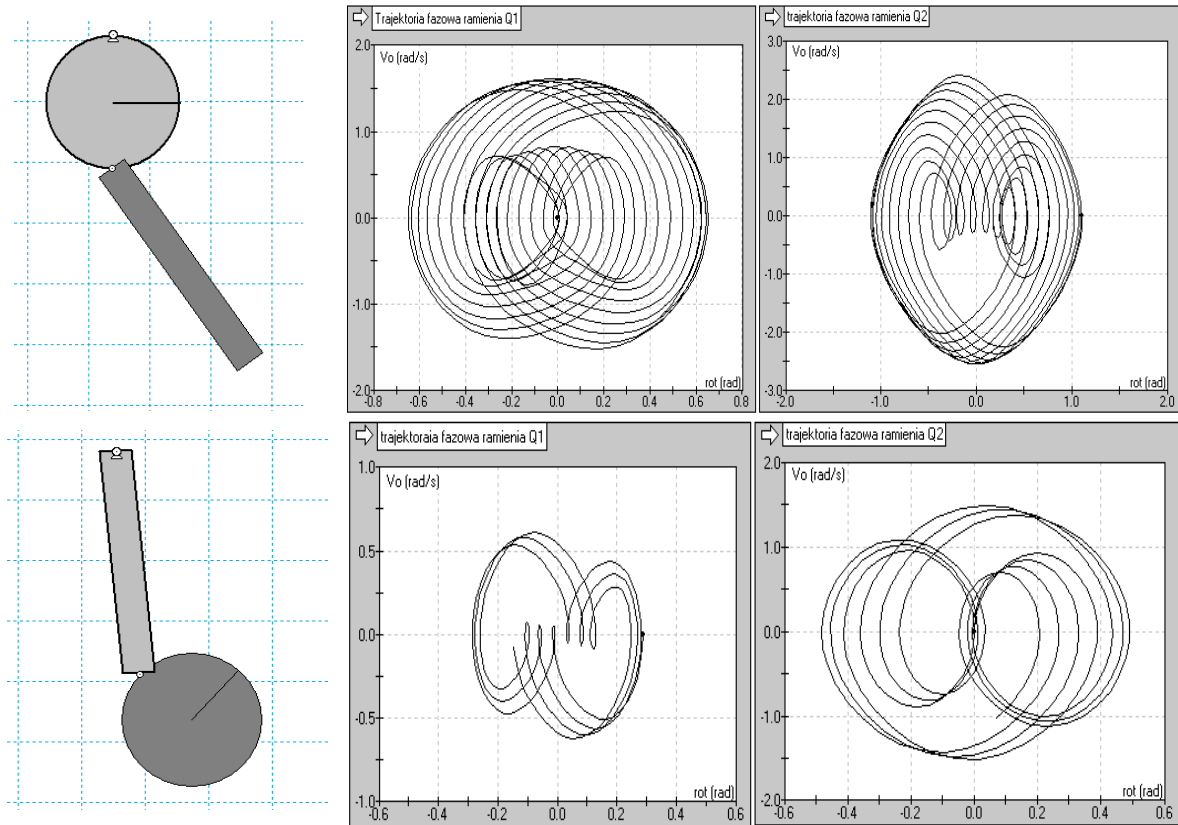 Trajektoria fazowa ramienia Q1
Vo (rad/s)
2.0
1.0
0.0
-1.0
-2.0
-0.8 -0.6 -0.4 -0.2 0.0 0.2 0.4 0.6 0.8
rot (rad)
trajektoria fazowa ramienia Q2
Vo (rad/s)
3.0
2.0
1.0
0.0
-1.0
-2.0
-3.0
-2.0 -1.0 0.0 1.0 2.0
rot (rad)
trajektoraia fazowa ramienia Q1
Vo (rad/s)
1.0
0.5
0.0
-0.5
-1.0
-0.6 -0.4 -0.2 0.0 0.2 0.4 0.6
rot (rad)
trajektoria fazowa ramienia Q2
Vo (rad/s)
2.0
1.0
0.0
-1.0
-2.0
-0.6 -0.4 -0.2 0.0 0.2 0.4 0.6
rot (rad)